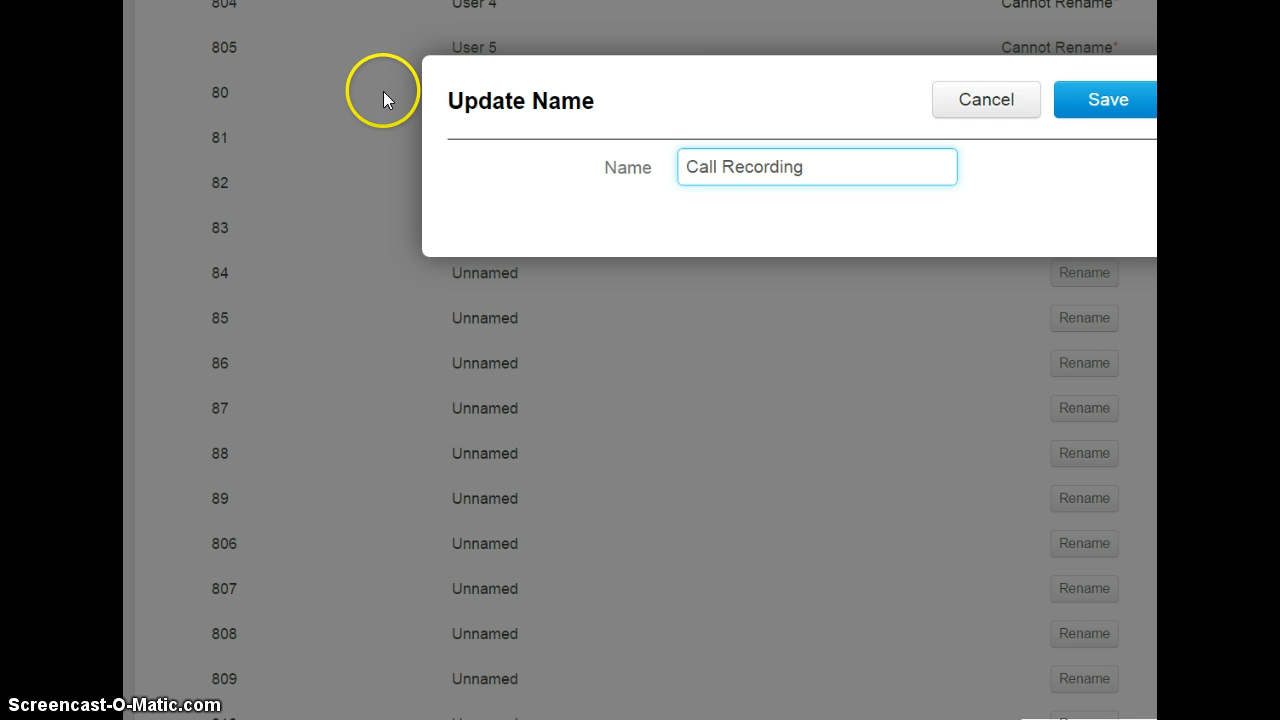 804 User 4 Cannot Rename*
805 User 5 Cannot Rename*
80
Update Name Cancel Save
81
Name Call Recording
82
83
84 Unnamed Rename
85 Unnamed Rename
86 Unnamed Rename
87 Unnamed Rename
88 Unnamed Rename
89 Unnamed Rename
806 Unnamed Rename
807 Unnamed Rename
808 Unnamed Rename
809 Unnamed Rename
Screencast-O-Matic.com